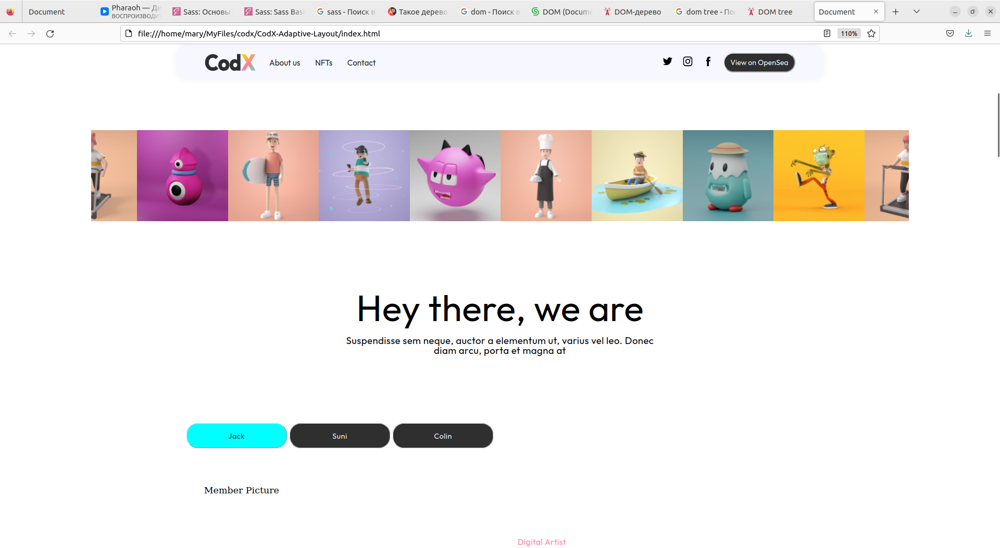 Document
Pharaoh — Ди
ВОСПРОИЗВОДИТ
Sass: Основы
Sass: Sass Basi
sass - Поиск в
Такое дерево
dom - Поиск в
DOM (Docume
DOM-дерево
dom tree - По
DOM tree
Document
file:///home/mary/MyFiles/codx/CodX-Adaptive-Layout/index.html
110%
CodX
About us
NFTs
Contact
View on OpenSea
Hey there, we are
Suspendisse sem neque, auctor a elementum ut, varius vel leo. Donec
diam arcu, porta et magna at
Jack
Suni
Colin
Member Picture
Digital Artist